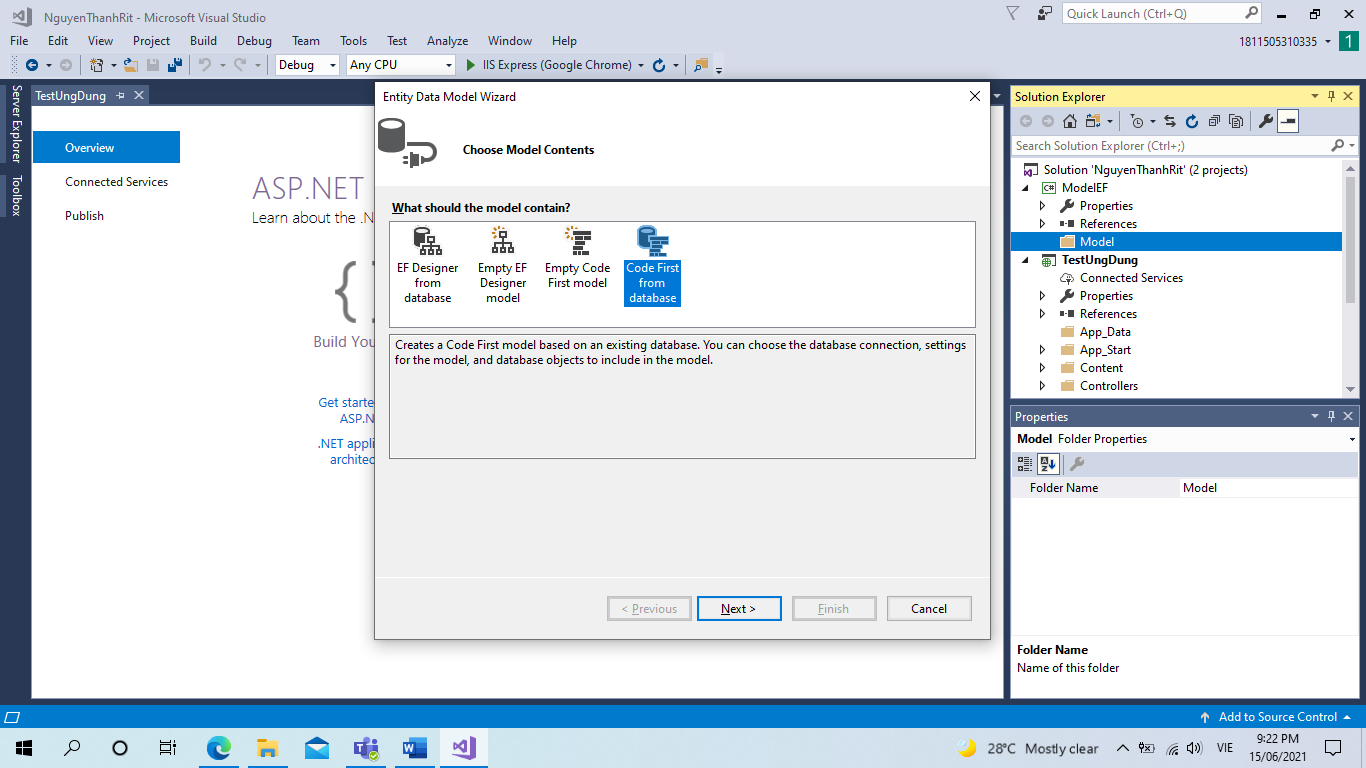 NguyenThanhRit - Microsoft Visual Studio
Quick Launch (Ctrl+Q)
File Edit View Project Build Debug Team Tools Test Analyze Window Help
1811505310335
1
Debug Any CPU IIS Express (Google Chrome)
Server Explorer
Toolbox
TestUngDung
Overview
Connected Services
Publish
ASP.NET
Learn about the .N
Build You
Get starte
ASP.N
.NET appli
architec
Entity Data Model Wizard
Choose Model Contents
What should the model contain?
EF Designer
from
database
Empty EF
Designer
model
Empty Code
First model
Code First
from
database
Creates a Code First model based on an existing database. You can choose the database connection, settings
for the model, and database objects to include in the model.
< Previous Next > Finish Cancel
Solution Explorer
Search Solution Explorer (Ctrl+;)
Solution 'NguyenThanhRit' (2 projects)
C# ModelEF
Properties
References
Model
TestUngDung
Connected Services
Properties
References
App_Data
App_Start
Content
Controllers
Properties
Model Folder Properties
Folder Name Model
Folder Name
Name of this folder
Add to Source Control
28°C Mostly clear
VIE
9:22 PM
15/06/2021